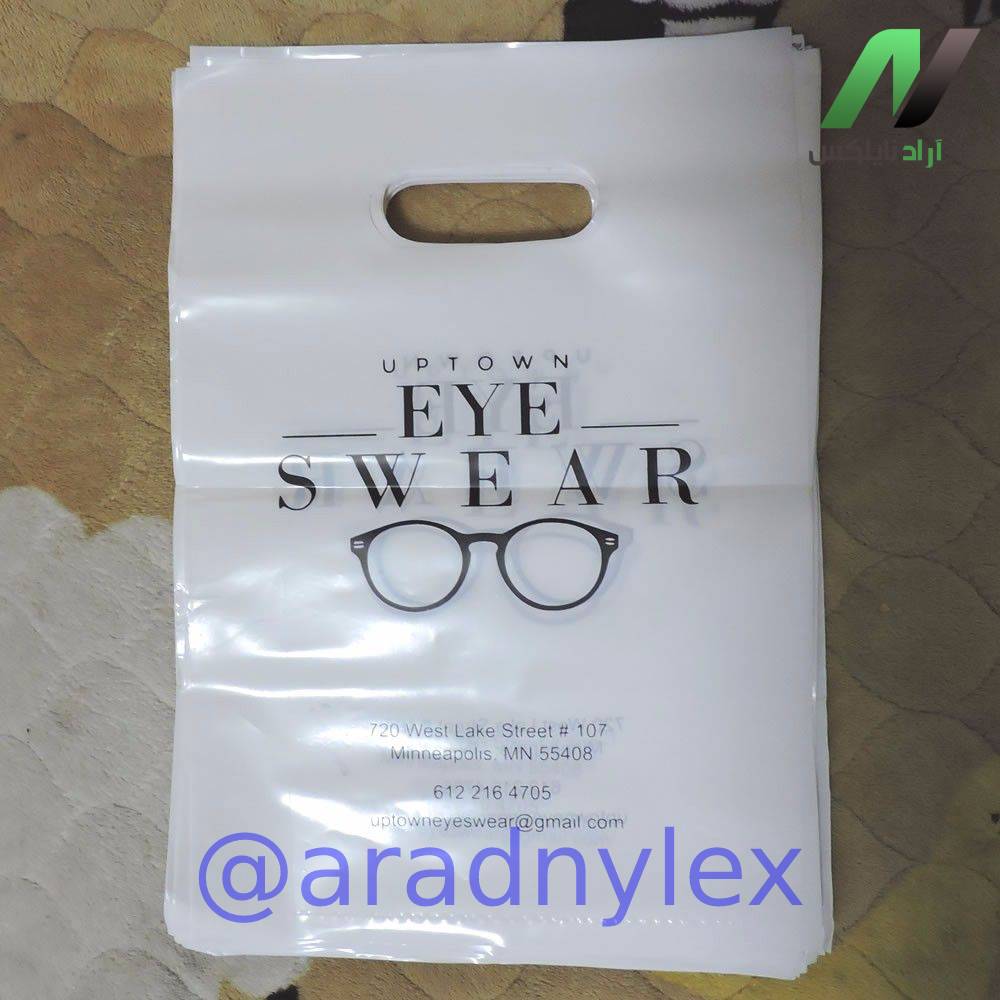 آراد نایلکس
UPTOWN
EYE
SWEAR
720 West Lake Street # 107
Minneapolis, MN 55408
612 216 4705
uptowneyeswear@gmail.com
@aradnylex